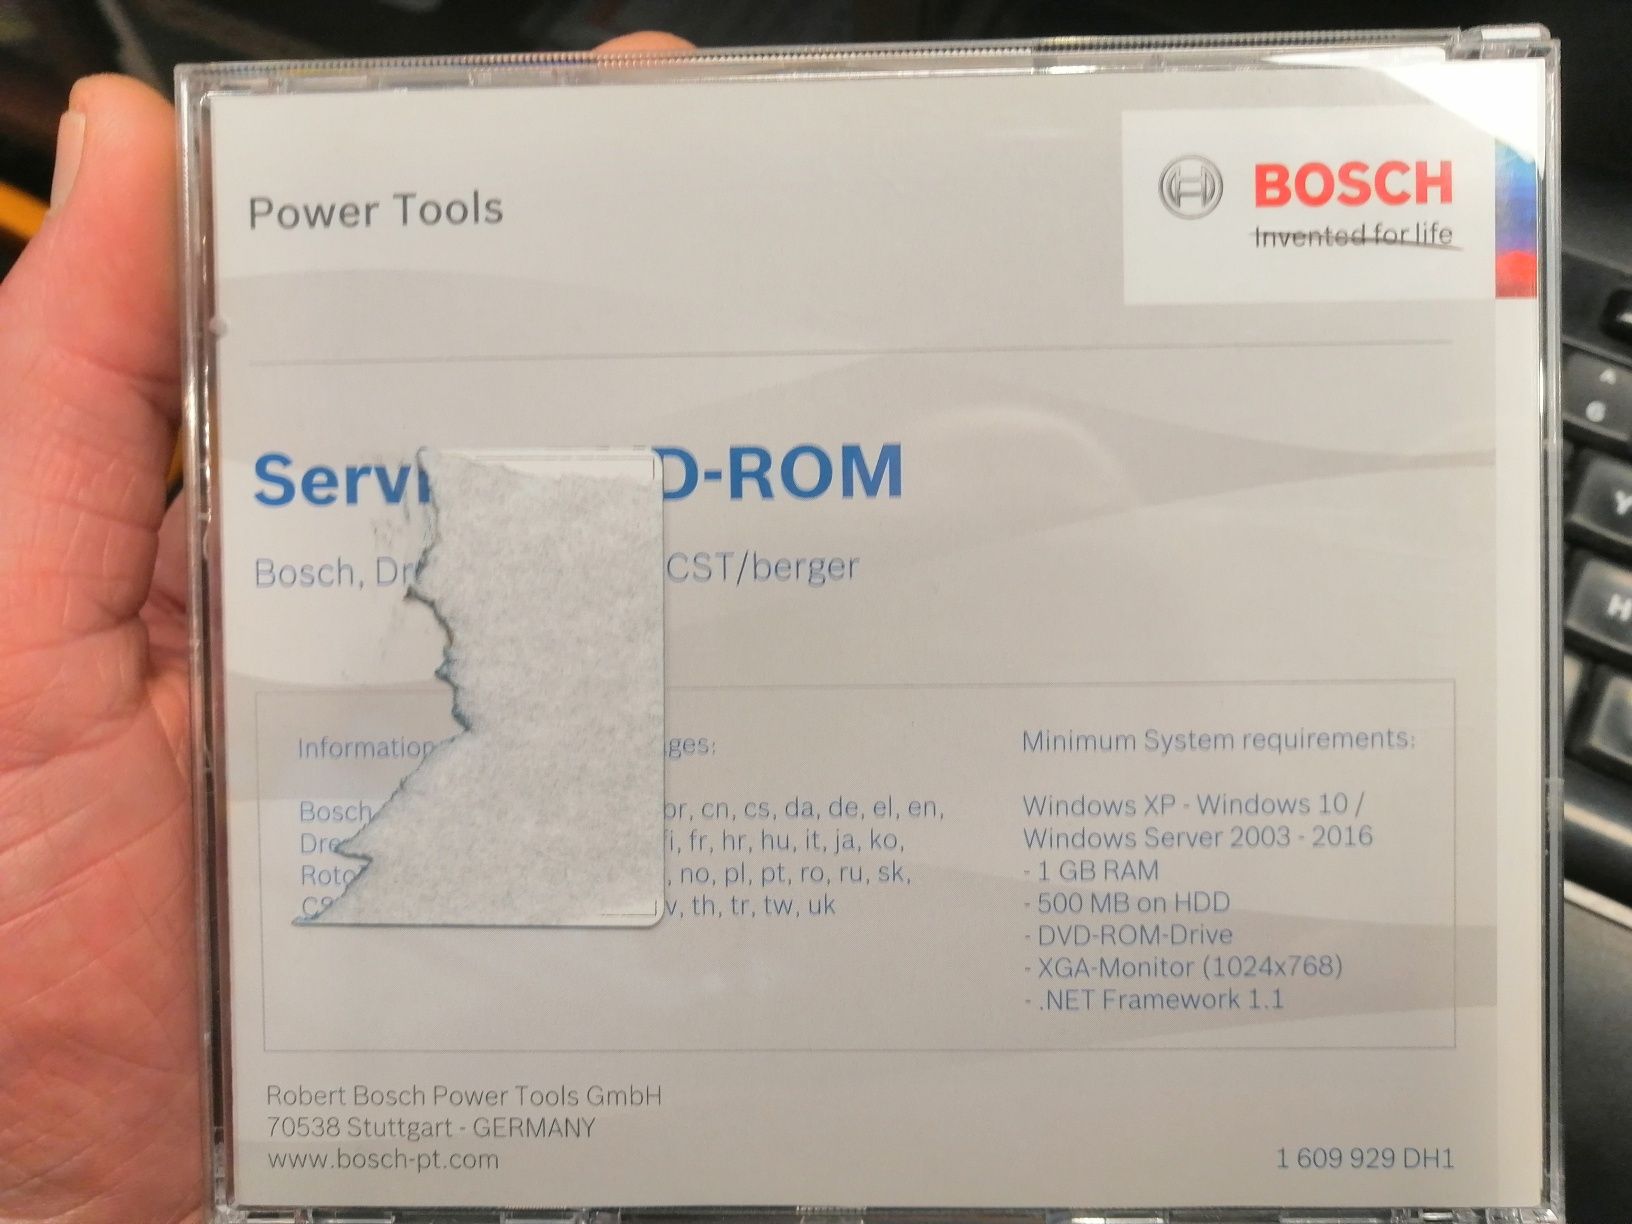 Power Tools
BOSCH
Invented for life
Servi D-ROM
Bosch, Dr CST/berger
Information ges:
Bosch br, cn, cs, da, de, el, en,
Dre fi, fr, hr, hu, it, ja, ko,
Roto , no, pl, pt, ro, ru, sk,
CS v, th, tr, tw, uk
Minimum System requirements:
Windows XP - Windows 10 /
Windows Server 2003 - 2016
- 1 GB RAM
- 500 MB on HDD
- DVD-ROM-Drive
- XGA-Monitor (1024x768)
- .NET Framework 1.1
Robert Bosch Power Tools GmbH
70538 Stuttgart - GERMANY
www.bosch-pt.com
1 609 929 DH1
6
Y
H